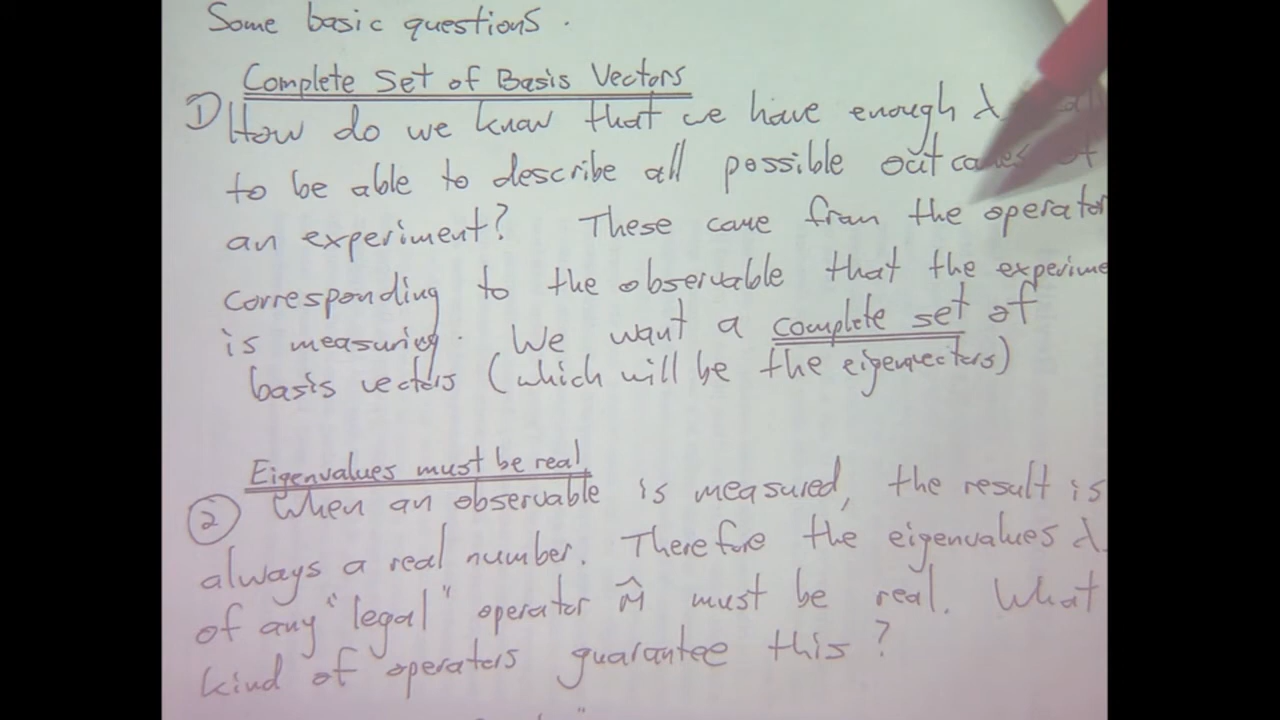 Some basic questions.
Complete Set of Basis Vectors
1) How do we know that we have enough λ
to be able to describe all possible outcomes of
an experiment? These come from the operator
corresponding to the observable that the experime
is measuring. We want a complete set of
basis vectors (which will be the eigenvectors)
Eigenvalues must be real
2 When an observable is measured, the result is
always a real number. Therefore the eigenvalues λ
of any "legal" operator M̂ must be real. What
kind of operators guarantee this?